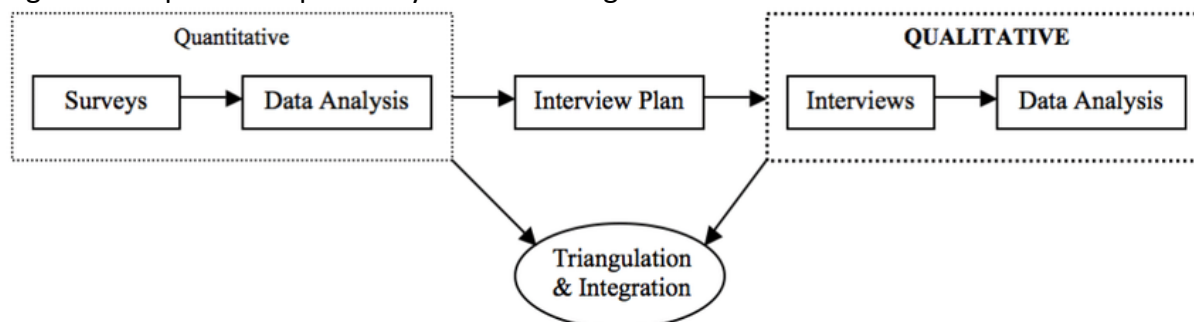 Quantitative
QUALITATIVE
Surveys
Data Analysis
Interview Plan
Interviews
Data Analysis
Triangulation
& Integration